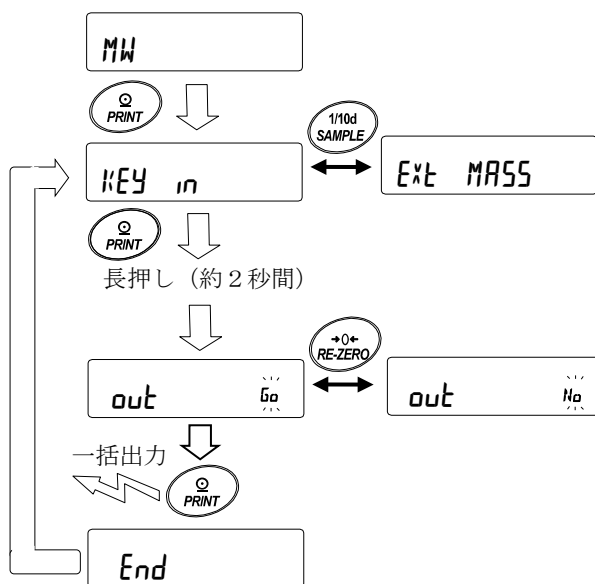 MW
PRINT
1/10d
SAMPLE
KEY in
Ext MASS
PRINT
長押し（約２秒間）
→0←
RE-ZERO
out Go
out No
一括出力
PRINT
End